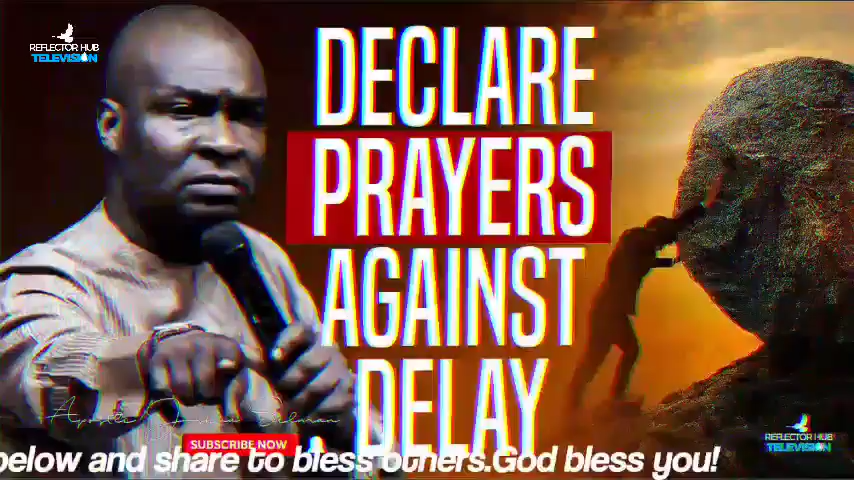 REFLECTOR HUB
TELEVISION
DECLARE
PRAYERS
AGAINST
DELAY
SUBSCRIBE NOW
below and share to bless others.God bless you!
REFLECTOR HUB
TELEVISION